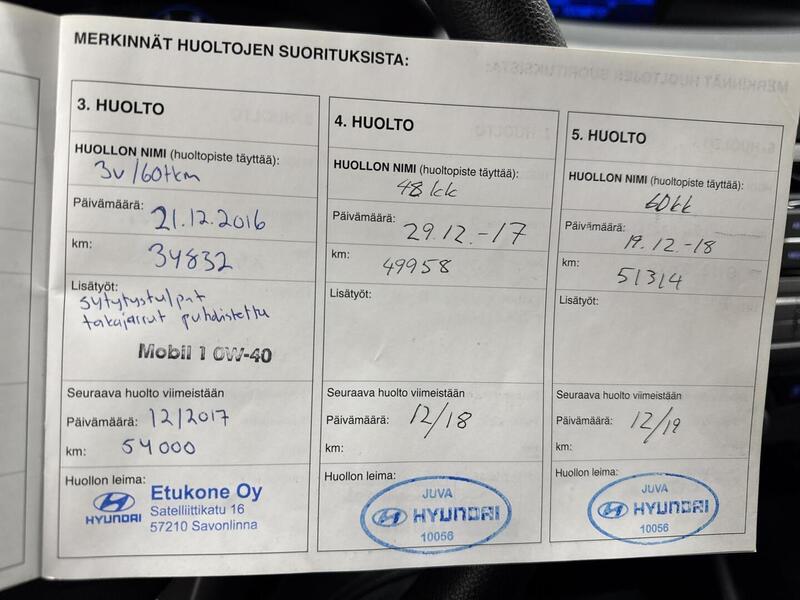 MERKINNÄT HUOLTOJEN SUORITUKSISTA:
3. HUOLTO
HUOLLON NIMI (huoltopiste täyttää):
3v/60tkm
Päivämäärä: 21.12.2016
km: 34832
Lisätyöt:
sytytystulpat
takajarrut puhdistettu
Mobil 1 0W-40
Seuraava huolto viimeistään
Päivämäärä: 12/2017
km: 54000
Huollon leima:
HYUNDAI
Etukone Oy
Satelliittikatu 16
57210 Savonlinna
4. HUOLTO
HUOLLON NIMI (huoltopiste täyttää):
48kk
Päivämäärä: 29.12.-17
km: 49958
Lisätyöt:
Seuraava huolto viimeistään
Päivämäärä: 12/18
km:
Huollon leima:
JUVA
HYUNDAI
10056
5. HUOLTO
HUOLLON NIMI (huoltopiste täyttää):
60kk
Päivämäärä: 19.12.-18
km: 51314
Lisätyöt:
Seuraava huolto viimeistään
Päivämäärä: 12/19
km:
Huollon leima:
JUVA
HYUNDAI
10056